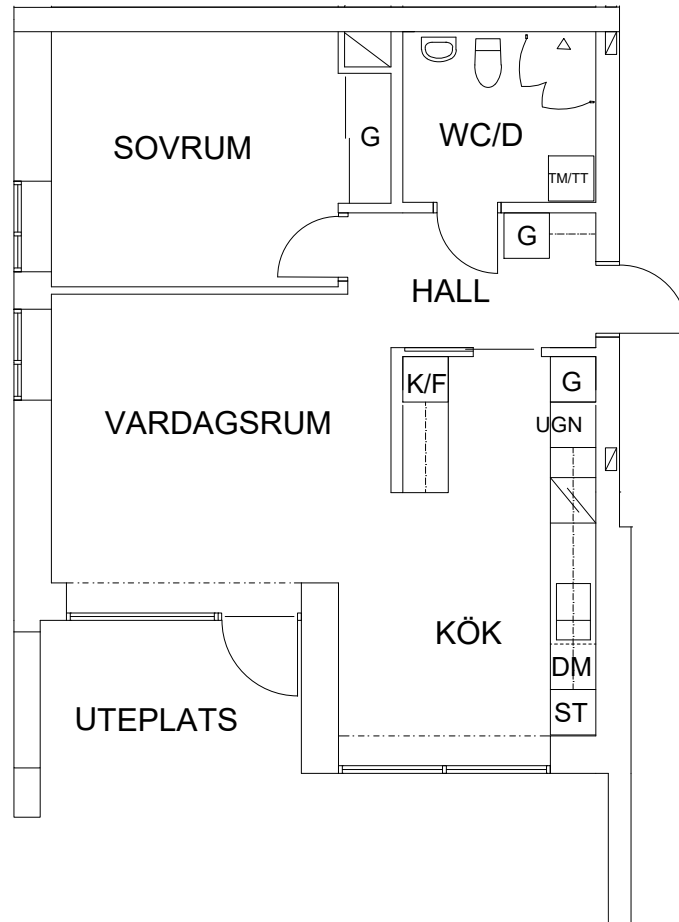 SOVRUM
G
WC/D
TM/TT
G
HALL
K/F
G
UGN
VARDAGSRUM
KÖK
DM
ST
UTEPLATS